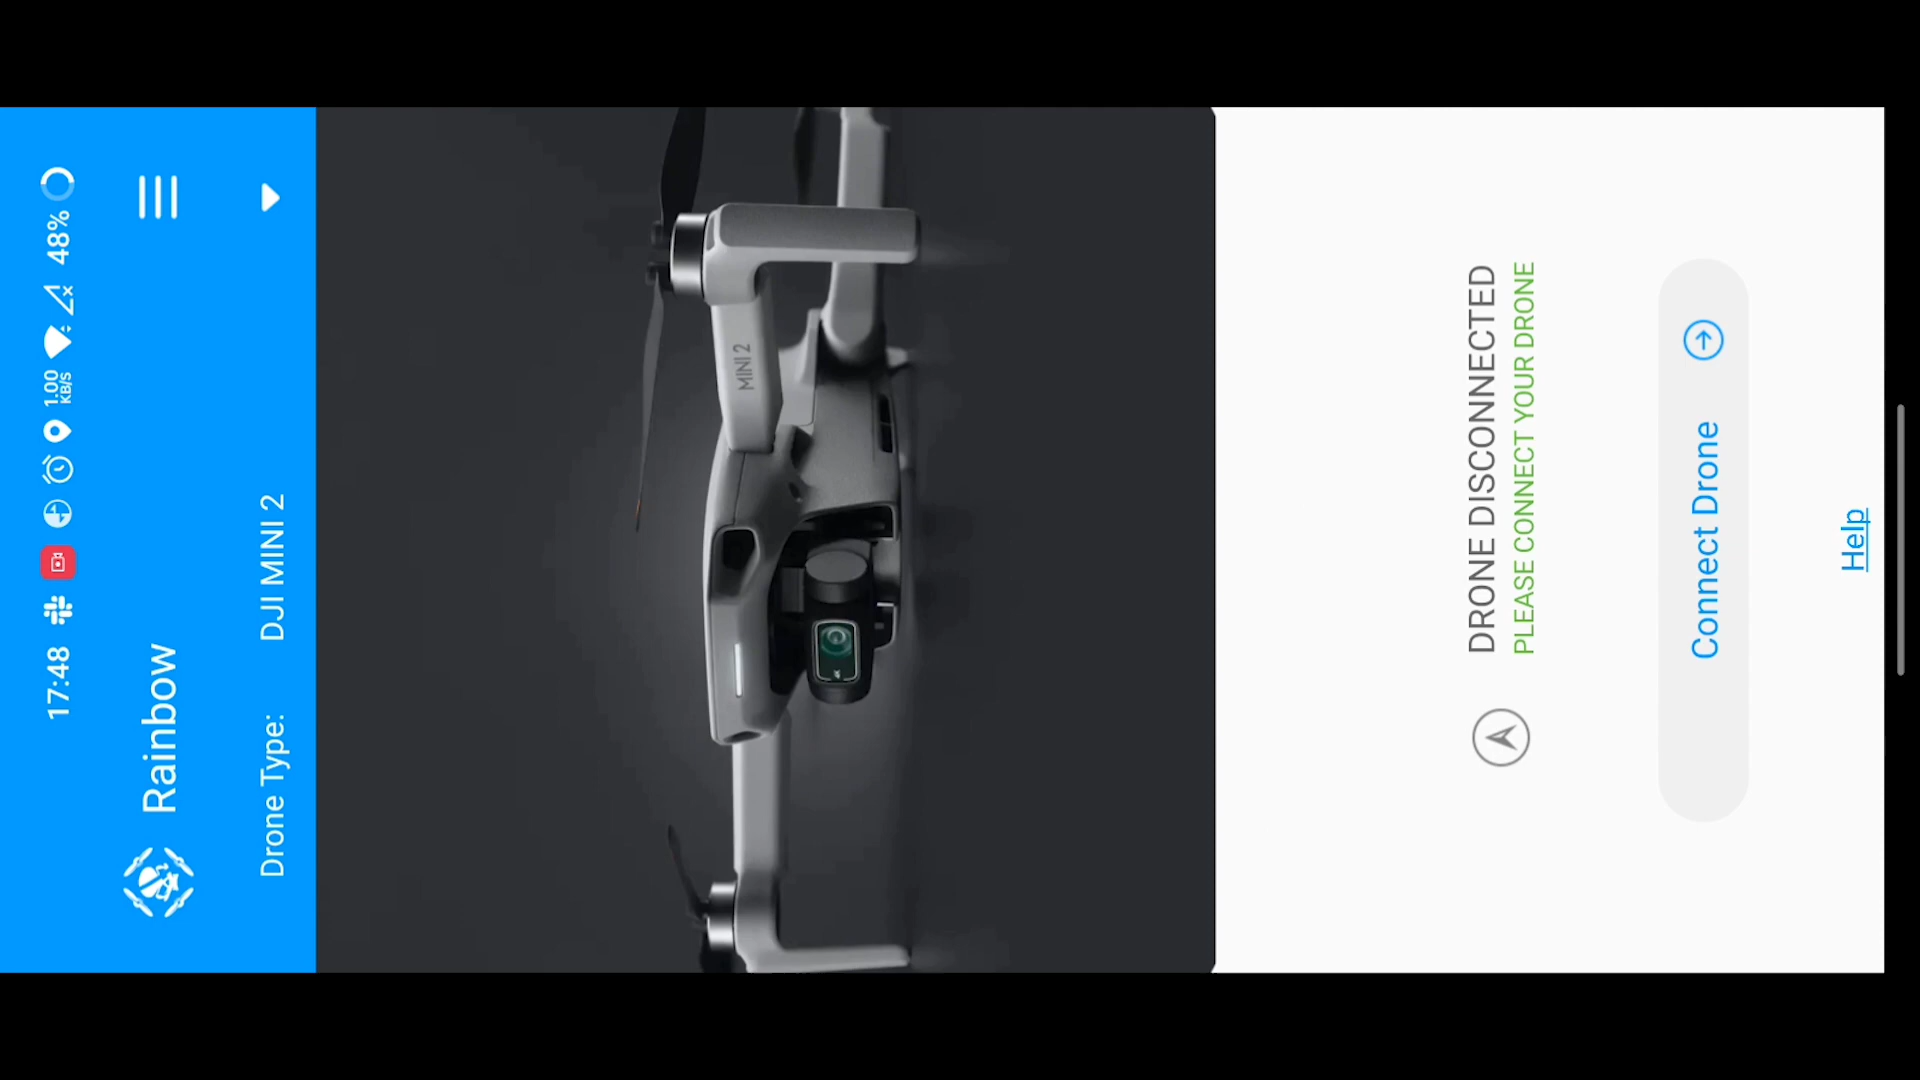 17:48 1.00 KB/S 48%
Rainbow
Drone Type: DJI MINI 2
MINI 2
DRONE DISCONNECTED
PLEASE CONNECT YOUR DRONE
Connect Drone
Help